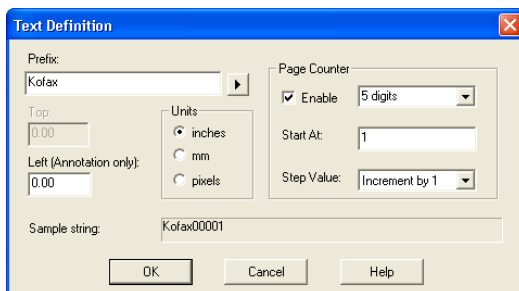 Text Definition
Prefix:
Kofax
Top:
0.00
Left (Annotation only):
0.00
Units
inches
mm
pixels
Page Counter
Enable
5 digits
Start At:
1
Step Value:
Increment by 1
Sample string:
Kofax00001
OK
Cancel
Help